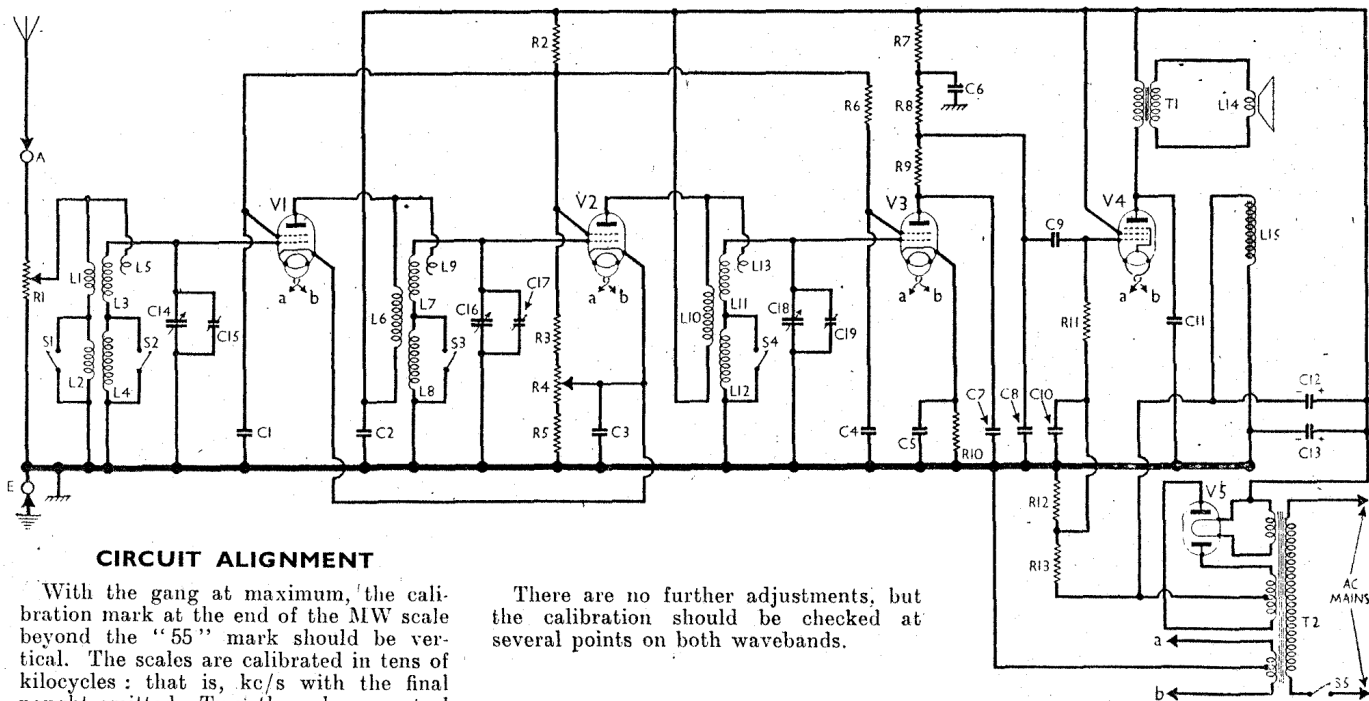 R2
R7
C6
R6
R8
T1
L14
A
R9
V1
V2
V3
V4
C9
L1
L5
L3
L9
C17
L13
L15
R1
C14
C15
a b
L6
L7
C16
a b
L10
L11
C18
C19
a b
a b
R11
C11
S1
S2
S3
R3
S4
L2
L4
L8
R4
L12
C7
C8
C10
C12
C1
C2
R5
C3
C4
C5
R10
C13
E
R12
V5
R13
AC
MAINS
T2
a
b
S5
CIRCUIT ALIGNMENT
With the gang at maximum, the cali-
bration mark at the end of the MW scale
beyond the "55" mark should be ver-
tical. The scales are calibrated in tens of
kilocycles : that is, kc/s with the final
There are no further adjustments, but
the calibration should be checked at
several points on both wavebands.